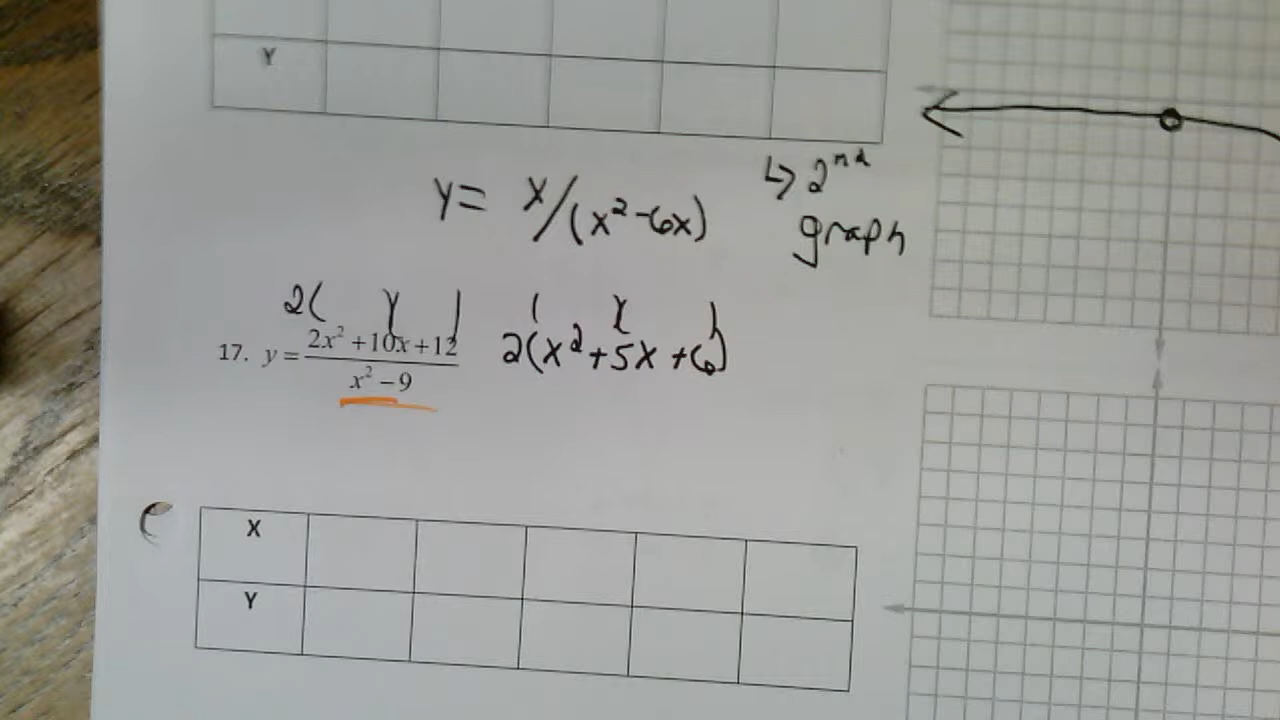 Y
↳ 2nd
graph
y = x/(x²-6x)
2( )( ) ( )( )
17. y = (2x² + 10x + 12)/(x² - 9) 2(x²+5x+6)
X
Y